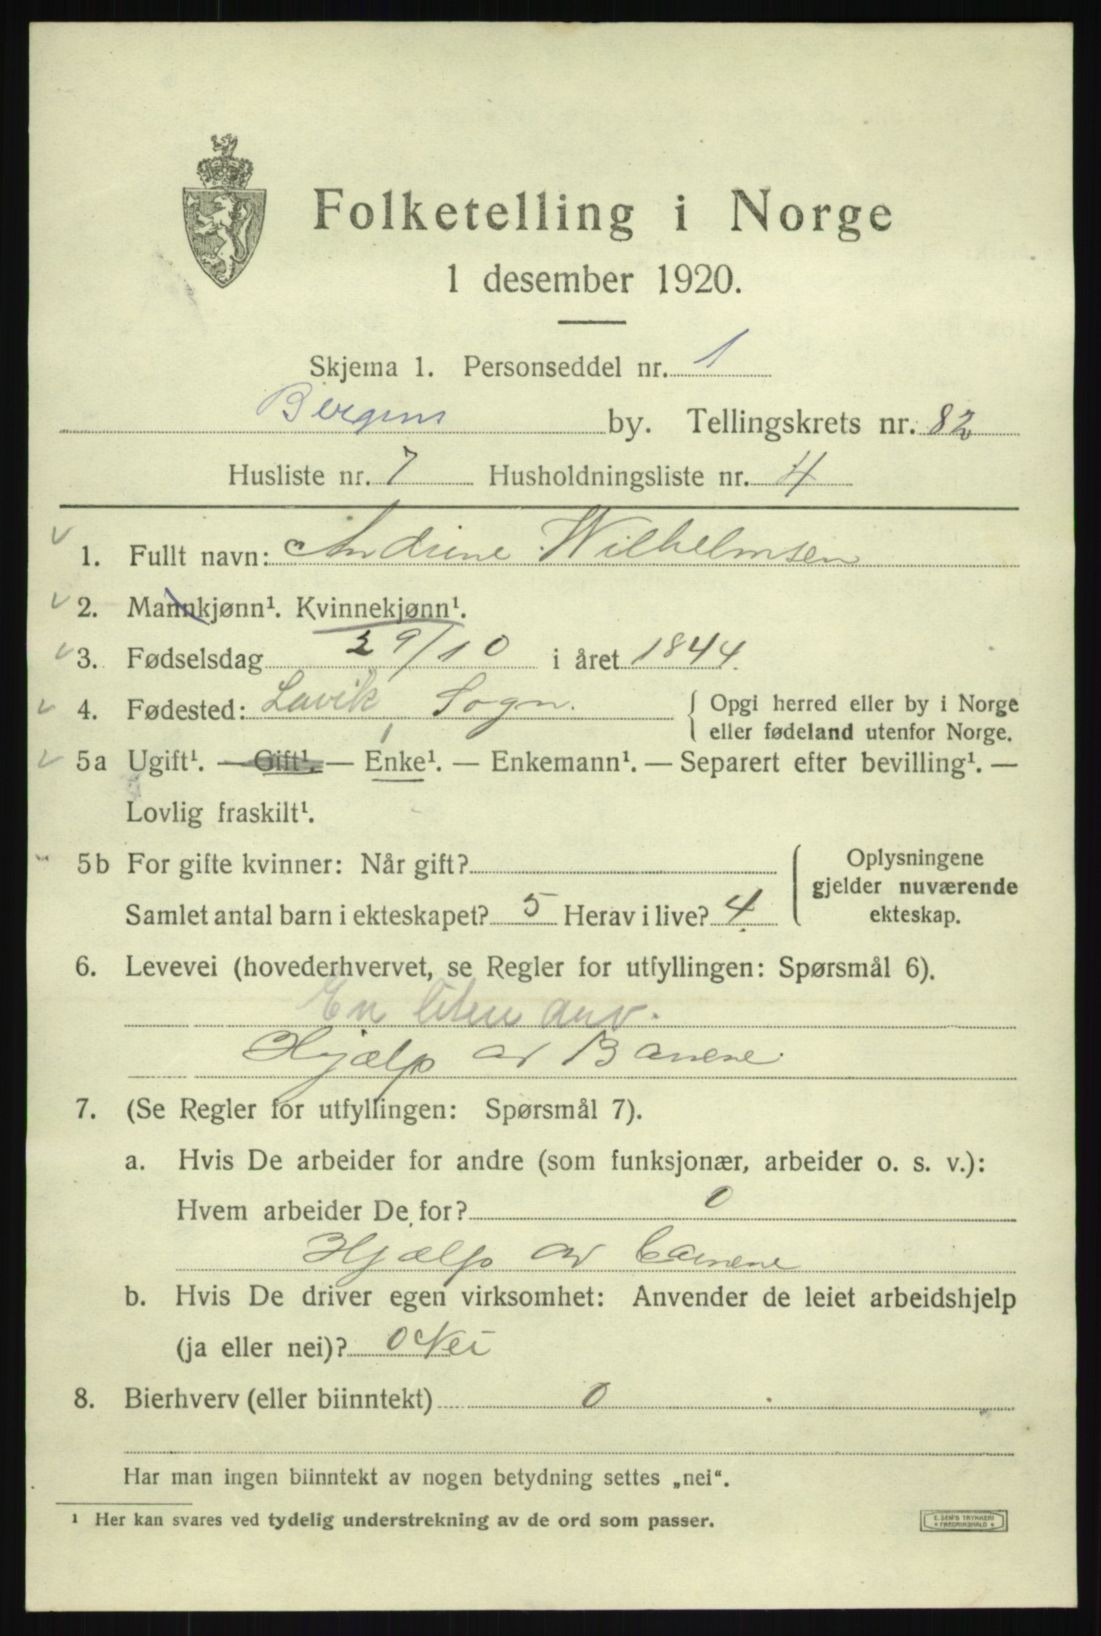 Folketelling i Norge
1 desember 1920.
Skjema 1. Personseddel nr. 1
Bergens by. Tellingskrets nr. 82
Husliste nr. 7 Husholdningsliste nr. 4
1. Fullt navn: Andrine Wilhelmsen
2. Mannkjønn¹. Kvinnekjønn¹.
3. Fødselsdag 29/10 i året 1844.
4. Fødested: Lavik, Sogn. { Opgi herred eller by i Norge
eller fødeland utenfor Norge.
5a Ugift¹. — Gift¹. — Enke¹. — Enkemann¹. — Separert efter bevilling¹. —
Lovlig fraskilt¹.
5b For gifte kvinner: Når gift?
Samlet antal barn i ekteskapet? 5 Herav i live? 4.
{ Oplysningene
gjelder nuværende
ekteskap.
6. Levevei (hovederhvervet, se Regler for utfyllingen: Spørsmål 6).
En liten
Hjælp av Barnene
7. (Se Regler for utfyllingen: Spørsmål 7).
a. Hvis De arbeider for andre (som funksjonær, arbeider o. s. v.):
Hvem arbeider De for? 0
Hjælp av
b. Hvis De driver egen virksomhet: Anvender de leiet arbeidshjelp
(ja eller nei)? 0 Nei
8. Bierhverv (eller biinntekt) 0
Har man ingen biinntekt av nogen betydning settes „nei“.
¹ Her kan svares ved tydelig understrekning av de ord som passer.
E. SEM'S TRYKKERI
* FREDRIKSHALD *